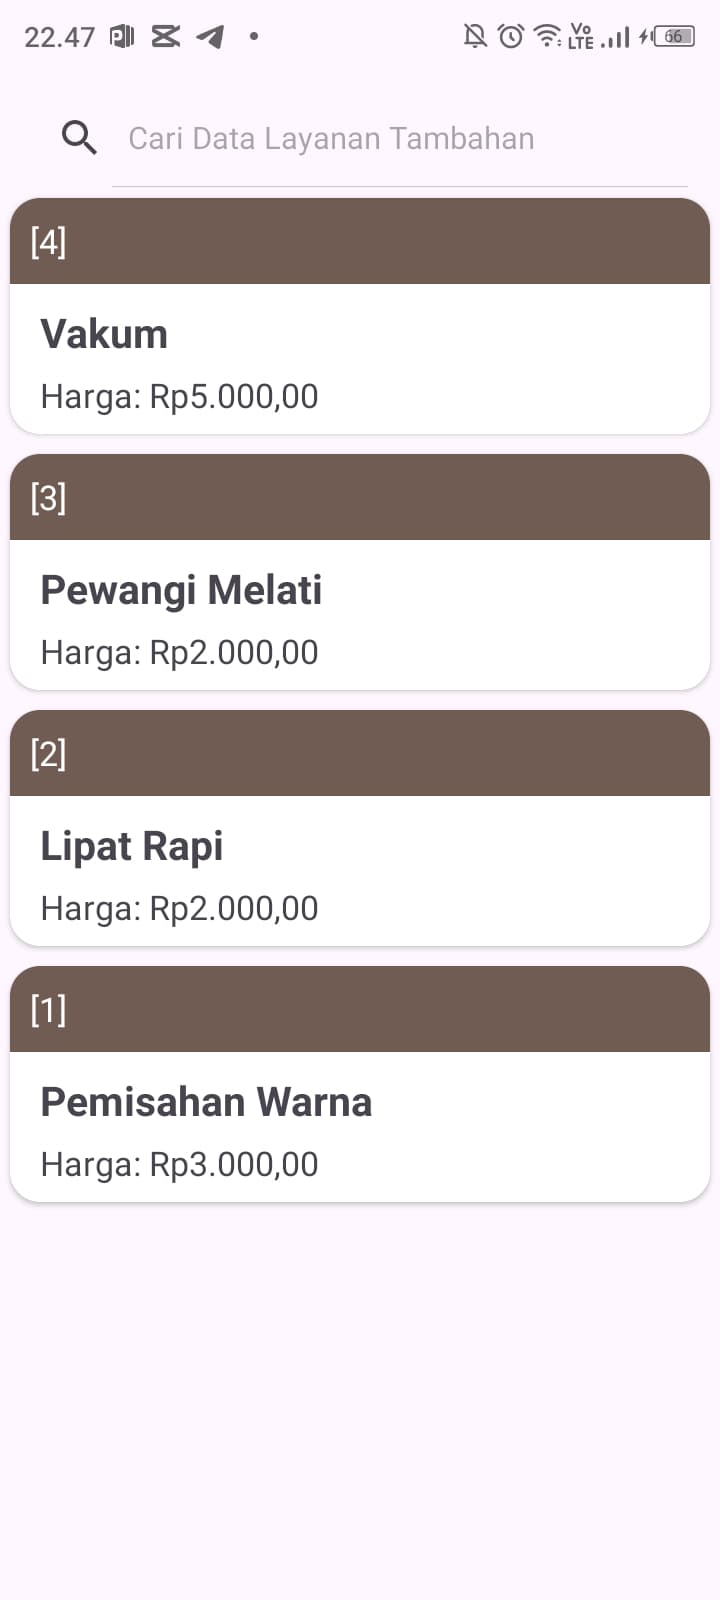 22.47
Vo
LTE
66
Cari Data Layanan Tambahan
[4]
Vakum
Harga: Rp5.000,00
[3]
Pewangi Melati
Harga: Rp2.000,00
[2]
Lipat Rapi
Harga: Rp2.000,00
[1]
Pemisahan Warna
Harga: Rp3.000,00